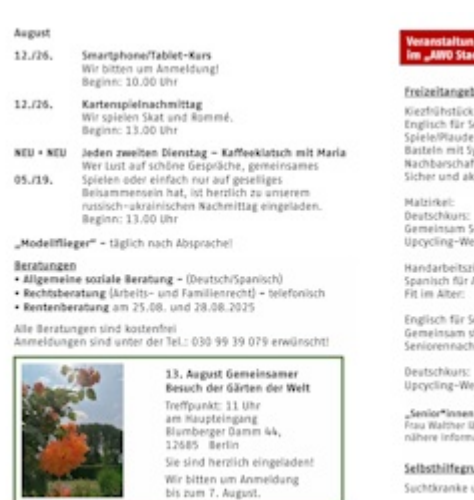 August
12./26. Smartphone/Tablet-Kurs
Wir bitten um Anmeldung!
Beginn: 10.00 Uhr
12./26. Kartenspielnachmittag
Wir spielen Skat und Rommé.
Beginn: 13.00 Uhr
NEU • NEU Jeden zweiten Dienstag – Kaffeeklatsch mit Maria
Wer Lust auf schöne Gespräche, gemeinsames
05./19. Spielen oder einfach nur auf geselliges
Beisammensein hat, ist herzlich zu unserem
russisch-ukrainischen Nachmittag eingeladen.
Beginn: 13.00 Uhr
„Modellflieger“ – täglich nach Absprache!
Beratungen
• Allgemeine soziale Beratung – (Deutsch/Spanisch)
• Rechtsberatung (Arbeits- und Familienrecht) – telefonisch
• Rentenberatung am 25.08. und 28.08.2025
Alle Beratungen sind kostenfrei
Anmeldungen sind unter der Tel.: 030 99 39 079 erwünscht!
13. August Gemeinsamer
Besuch der Gärten der Welt
Treffpunkt: 11 Uhr
am Haupteingang
Blumberger Damm 44,
12685 Berlin
Sie sind herzlich eingeladen!
Wir bitten um Anmeldung
bis zum 7. August.
Veranstaltun
im „AWO Sta
Freizeitangeb
Kiezfrühstück
Englisch für S
Spiele/Plaude
Basteln mit Sp
Nachbarschaf
Sicher und ak
Malzirkel:
Deutschkurs:
Gemeinsam S
Upcycling-We
Handarbeitszi
Spanisch für A
Fit im Alter:
Englisch für S
Gemeinsam s
Seniorennach
Deutschkurs:
Upcycling-We
„Senior*innen
Frau Walther ü
nähere Inform
Selbsthilfegru
Suchtkranke u